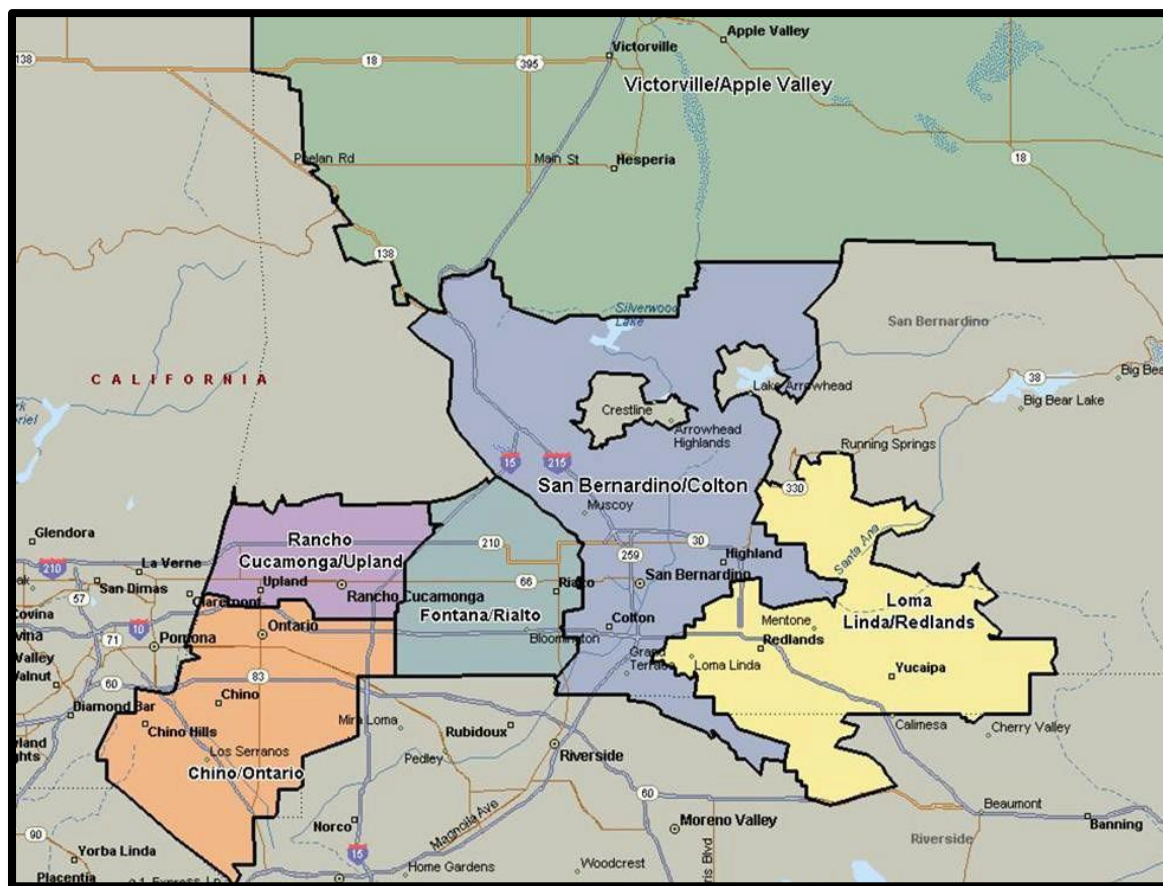 Apple Valley
Victorville
138
18
395
Victorville/Apple Valley
Phelan Rd
Main St
Hesperia
18
138
Silverwood
Lake
San Bernardino
CALIFORNIA
38
Lake Arrowhead
Big Bear Lake
Crestline
Arrowhead
Highlands
Running Springs
15
215
San Bernardino/Colton
330
Muscoy
Glendora
Rancho
Cucamonga/Upland
210
30
Santa Ana
La Verne
259
Highland
210
San Dimas
Upland
66
Rialto
San Bernardino
57
Claremont
Rancho Cucamonga
Loma
Linda/Redlands
Covina
Fontana/Rialto
Mentone
71
10
Pomona
Ontario
Bloomington
Colton
Redlands
Valley
Grand
Terrace
Loma Linda
Walnut
60
83
Yucaipa
Chino
Diamond Bar
Chino Hills
Mira Loma
Rubidoux
Calimesa
Cherry Valley
Los Serranos
Pedley
Riverside
Chino/Ontario
60
Beaumont
Norco
Magnolia Ave
Moreno Valley
Banning
90
Riverside
Yorba Linda
15
Woodcrest
Placentia
Home Gardens